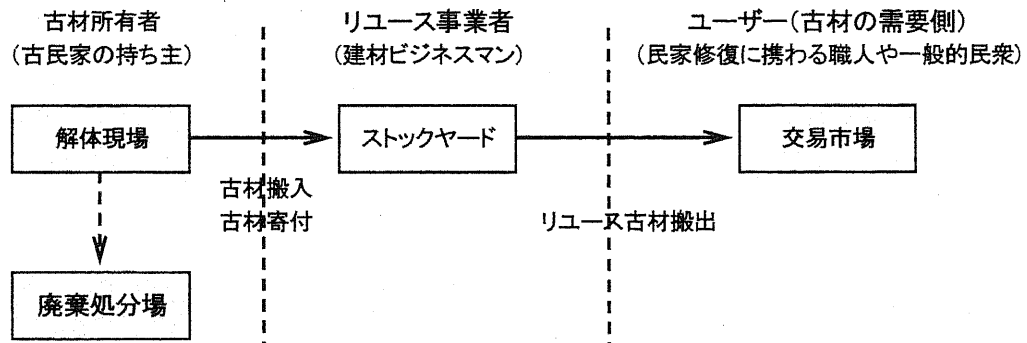 古材所有者
(古民家の持ち主)
リユース事業者
(建材ビジネスマン)
ユーザー(古材の需要側)
(民家修復に携わる職人や一般的民衆)
解体現場
ストックヤード
交易市場
古材搬入
古材寄付
リユース古材搬出
廃棄処分場